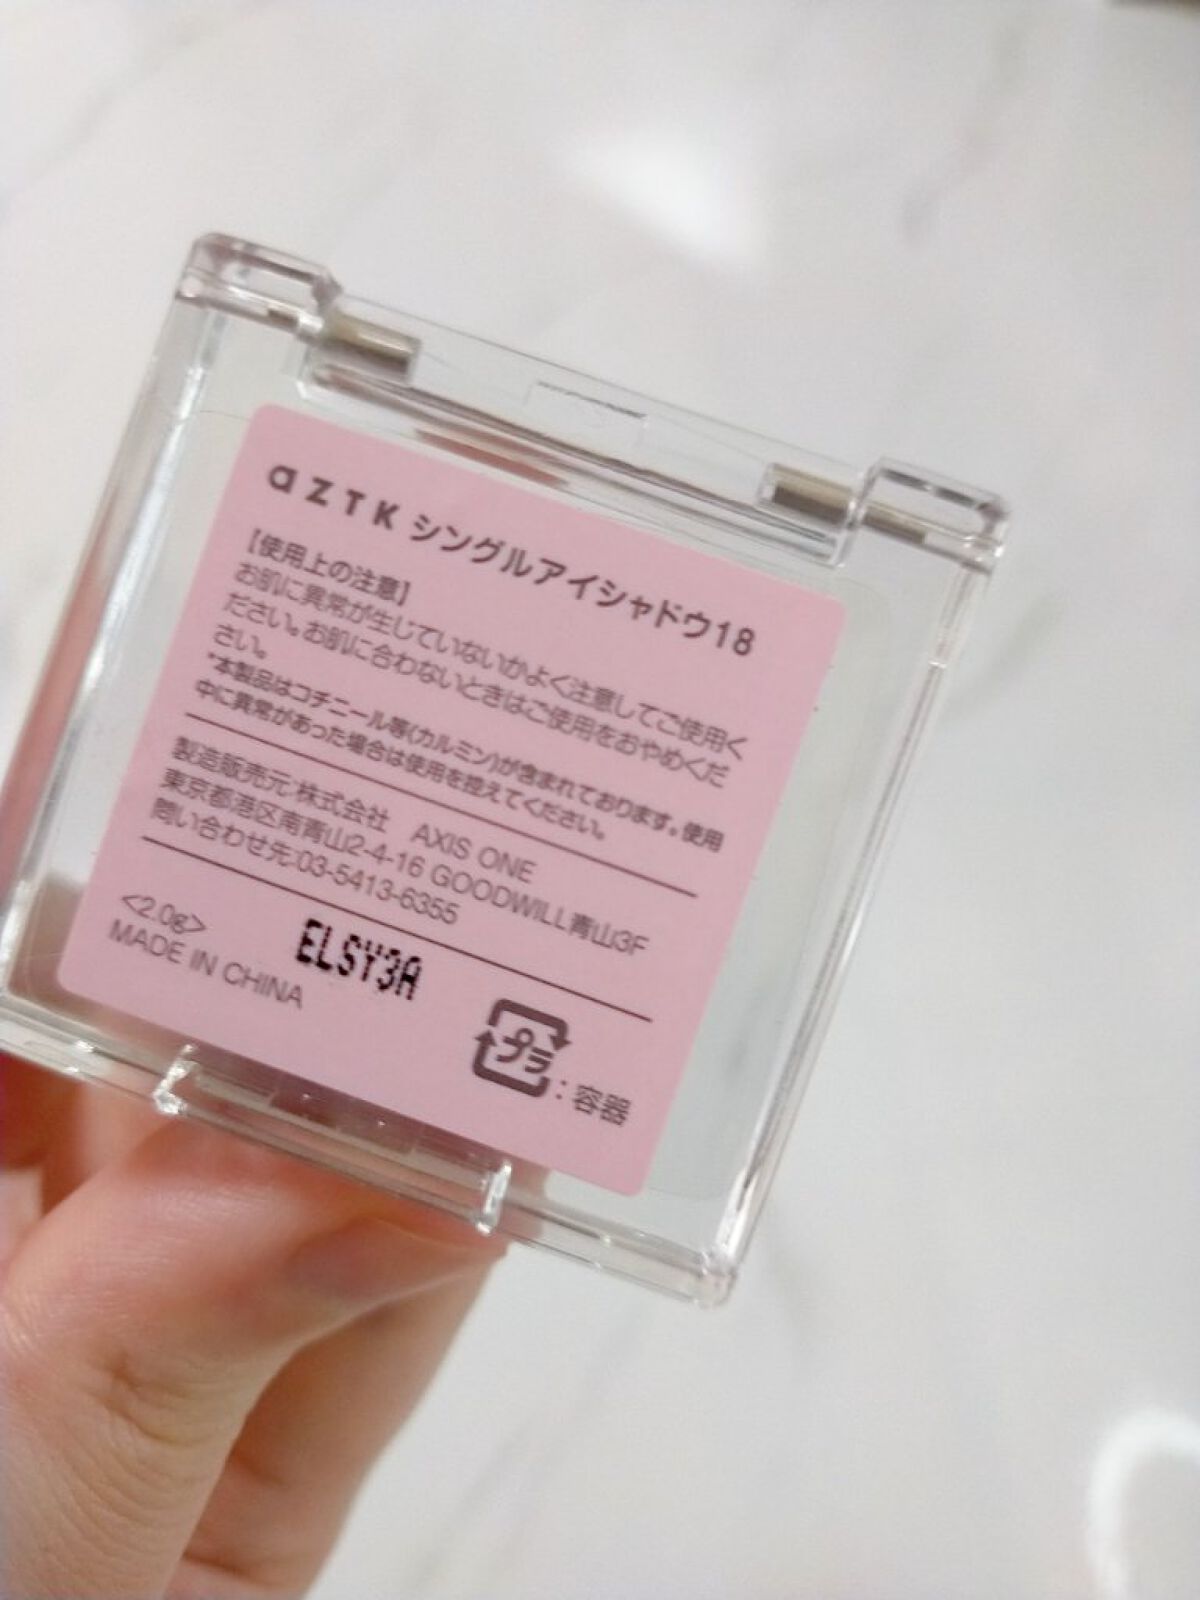 aZTK シングルアイシャドウ18
【使用上の注意】
お肌に異常が生じていないかよく注意してご使用く
ださい。お肌に合わないときはご使用をおやめくだ
さい。
*本製品はコチニール等(カルミン)が含まれております。使用
中に異常があった場合は使用を控えてください。
製造販売元:株式会社 AXIS ONE
東京都港区南青山2-4-16 GOODWILL青山3F
問い合わせ先:03-5413-6355
<2.0g>
MADE IN CHINA
ELSY3A
プラ
:容器